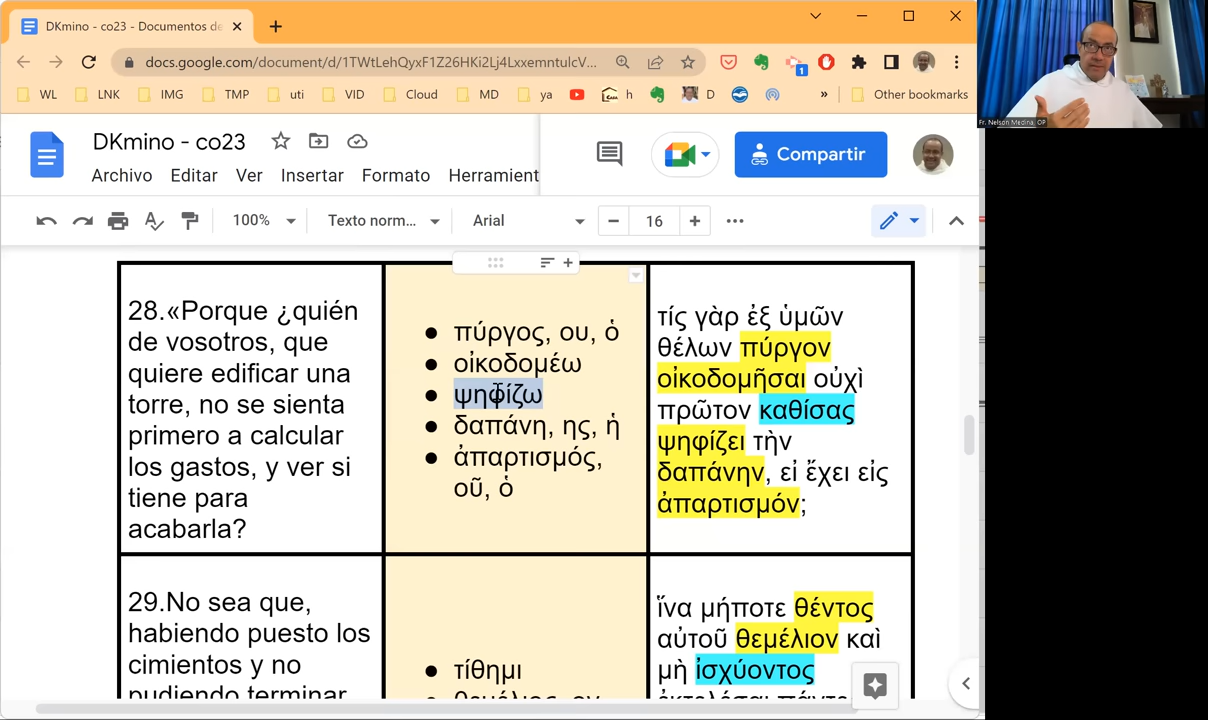 DKmino - co23 - Documentos de
docs.google.com/document/d/1TWtLehQyxF1Z26HKi2Lj4LxxemntulcV...
WL LNK IMG TMP uti VID Cloud MD ya h D » Other bookmarks
Fr. Nelson Medina, OP
DKmino - co23
Compartir
Archivo Editar Ver Insertar Formato Herramient
100% Texto norm... Arial 16
28.«Porque ¿quién
de vosotros, que
quiere edificar una
torre, no se sienta
primero a calcular
los gastos, y ver si
tiene para
acabarla?
πύργος, ου, ὁ
οἰκοδομέω
ψηφίζω
δαπάνη, ης, ἡ
ἀπαρτισμός,
οῦ, ὁ
τίς γὰρ ἐξ ὑμῶν
θέλων πύργον
οἰκοδομῆσαι οὐχὶ
πρῶτον καθίσας
ψηφίζει τὴν
δαπάνην, εἰ ἔχει εἰς
ἀπαρτισμόν;
29.No sea que,
habiendo puesto los
cimientos y no
pudiendo terminar
τίθημι
ἵνα μήποτε θέντος
αὐτοῦ θεμέλιον καὶ
μὴ ἰσχύοντος